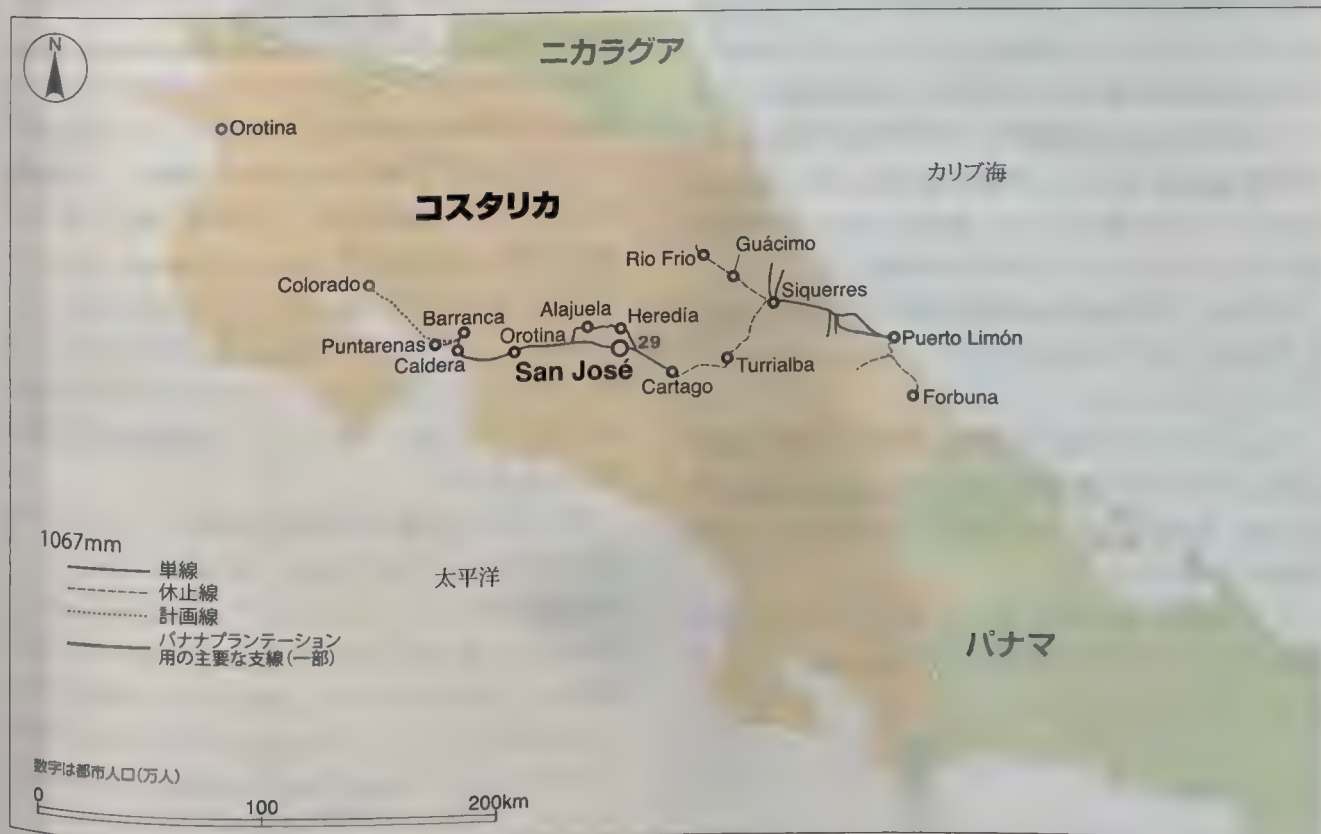 N
ニカラグア
Orotina
カリブ海
コスタリカ
Guácimo
Rio Frio
Colorado
Siquerres
Barranca
Alajuela
Heredía
Puntarenas
Orotina
29
Puerto Limón
Caldera
San José
Turrialba
Cartago
Forbuna
1067mm
単線
休止線
計画線
バナナプランテーション
用の主要な支線(一部)
太平洋
パナマ
数字は都市人口(万人)
0 100 200km